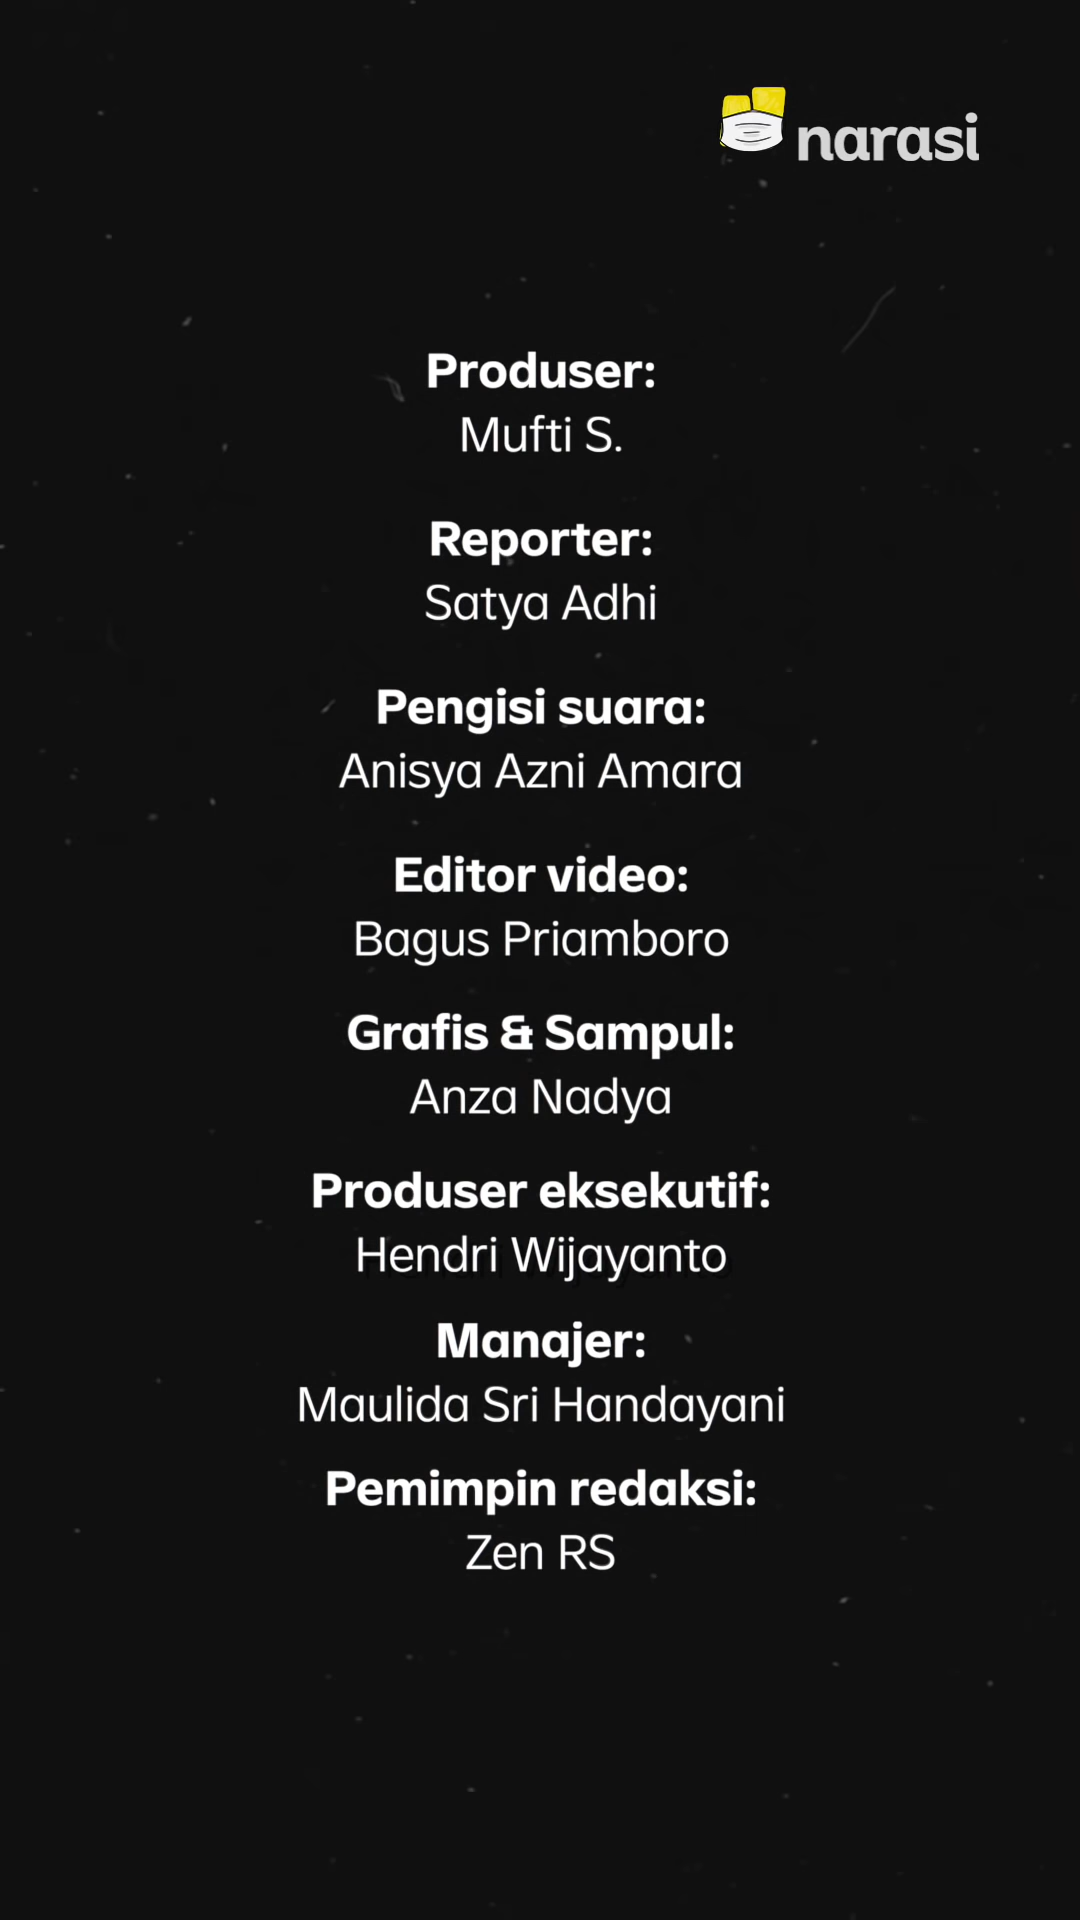 narasi
Produser:
Mufti S.
Reporter:
Satya Adhi
Pengisi suara:
Anisya Azni Amara
Editor video:
Bagus Priamboro
Grafis & Sampul:
Anza Nadya
Produser eksekutif:
Hendri Wijayanto
Manajer:
Maulida Sri Handayani
Pemimpin redaksi:
Zen RS